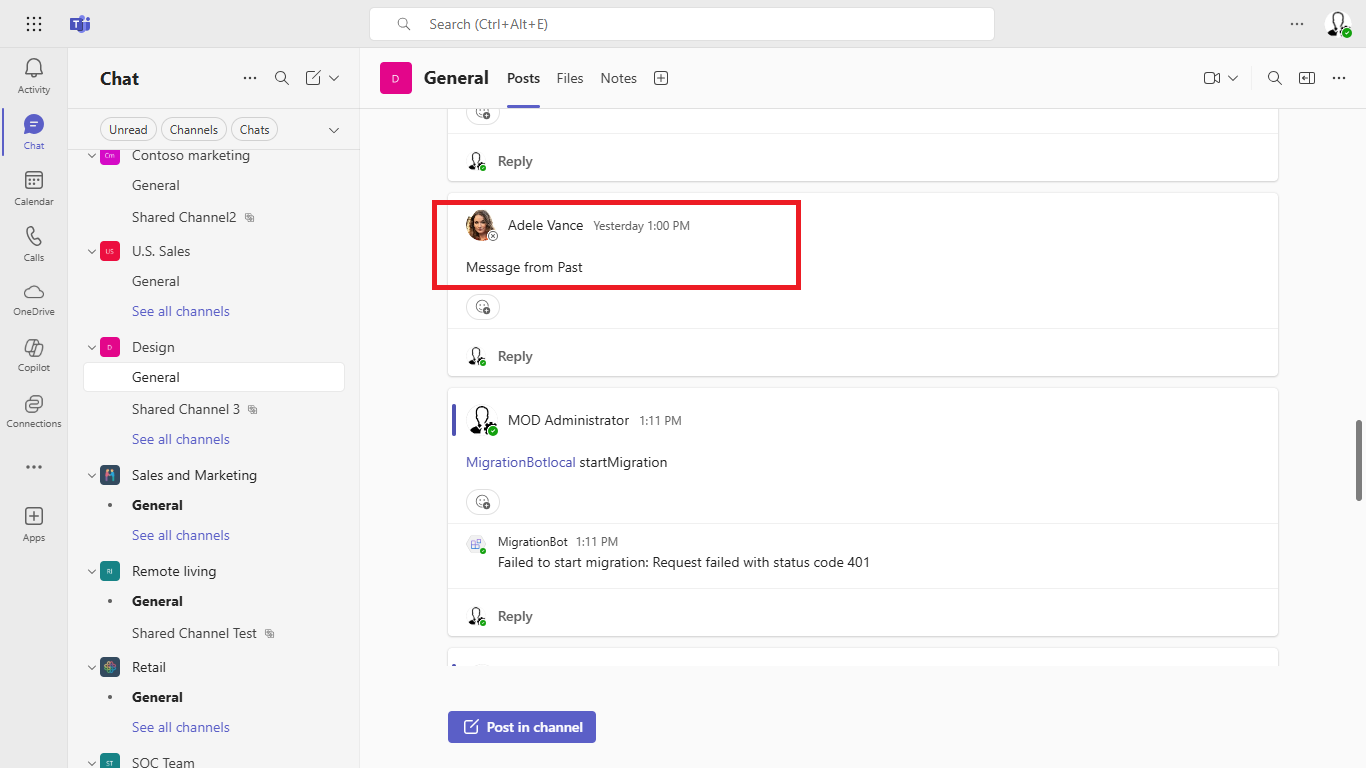 Search (Ctrl+Alt+E)
Activity
Chat
Calendar
Calls
OneDrive
Copilot
Connections
Apps
Chat
Unread
Channels
Chats
Cm
Contoso marketing
General
Shared Channel2
US
U.S. Sales
General
See all channels
D
Design
General
Shared Channel 3
See all channels
Sales and Marketing
General
See all channels
Rl
Remote living
General
Shared Channel Test
Retail
General
See all channels
ST
SOC Team
D
General
Posts
Files
Notes
Reply
Adele Vance Yesterday 1:00 PM
Message from Past
Reply
MOD Administrator 1:11 PM
MigrationBotlocal startMigration
MigrationBot 1:11 PM
Failed to start migration: Request failed with status code 401
Reply
Post in channel